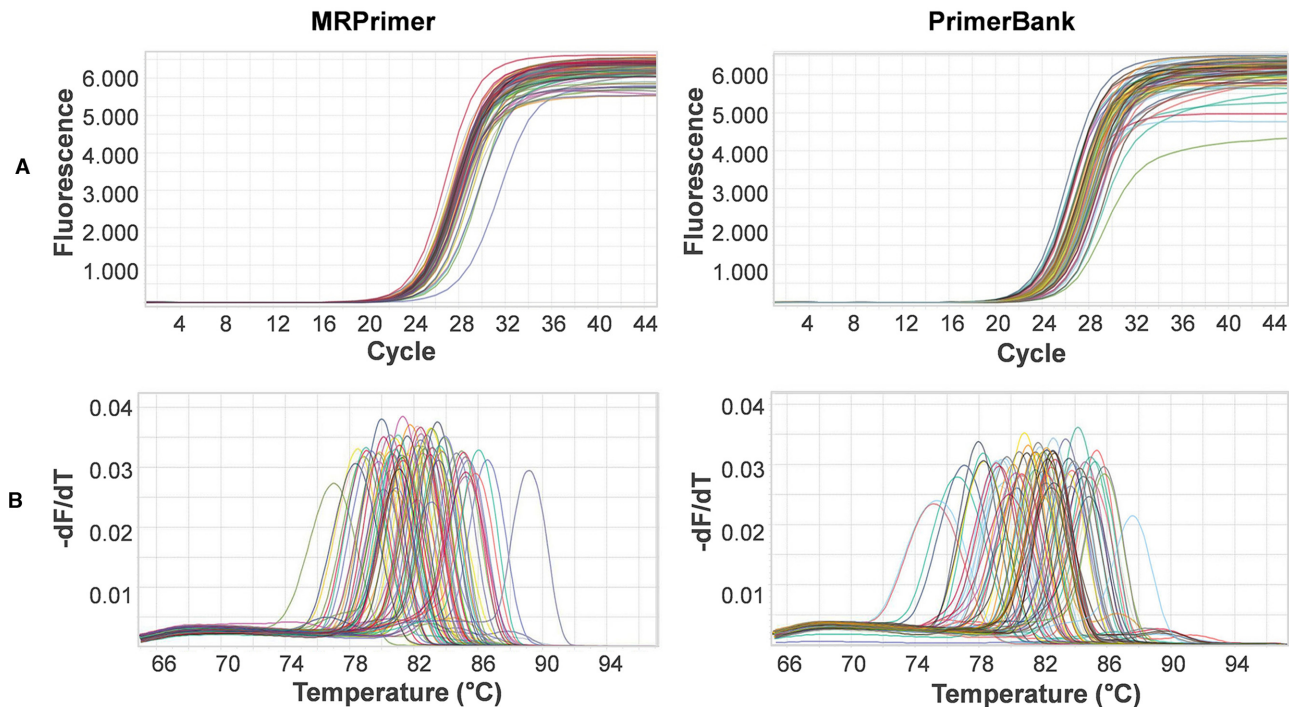 MRPrimer PrimerBank
A
Fluorescence
6.000
5.000
4.000
3.000
2.000
1.000
4 8 12 16 20 24 28 32 36 40 44
Cycle
Fluorescence
6.000
5.000
4.000
3.000
2.000
1.000
4 8 12 16 20 24 28 32 36 40 44
Cycle
B
-dF/dT
0.04
0.03
0.02
0.01
66 70 74 78 82 86 90 94
Temperature (°C)
-dF/dT
0.04
0.03
0.02
0.01
66 70 74 78 82 86 90 94
Temperature (°C)